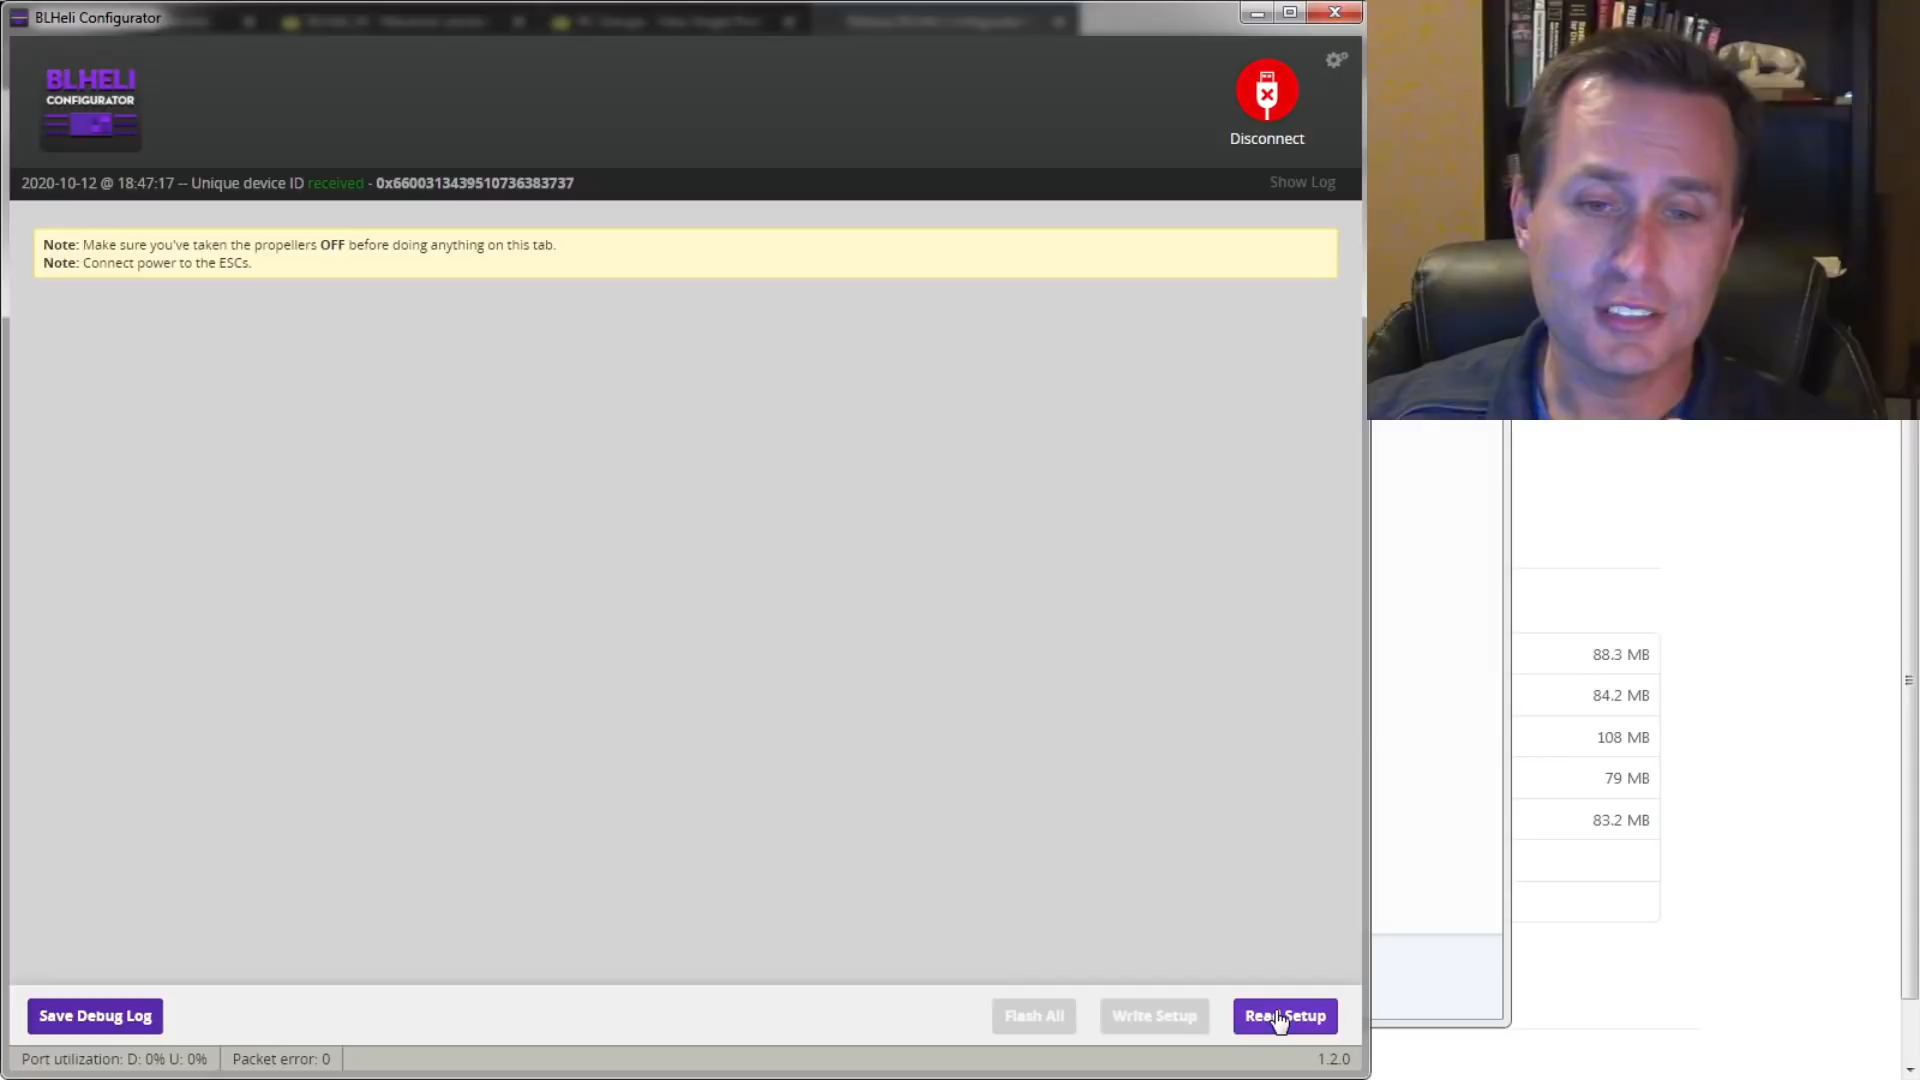 BLHeli Configurator
BLHELI
CONFIGURATOR
Disconnect
2020-10-12 @ 18:47:17 -- Unique device ID received - 0x6600313439510736383737
Show Log
Note: Make sure you've taken the propellers OFF before doing anything on this tab.
Note: Connect power to the ESCs.
88.3 MB
84.2 MB
108 MB
79 MB
83.2 MB
Save Debug Log
Flash All
Write Setup
Read Setup
Port utilization: D: 0% U: 0%
Packet error: 0
1.2.0